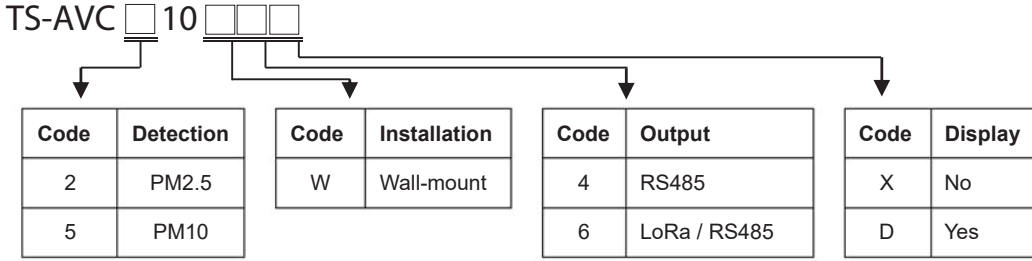 TS-AVC □ 10 □□□
Code Detection Code Installation Code Output Code Display
2 PM2.5 W Wall-mount 4 RS485 X No
5 PM10 6 LoRa / RS485 D Yes